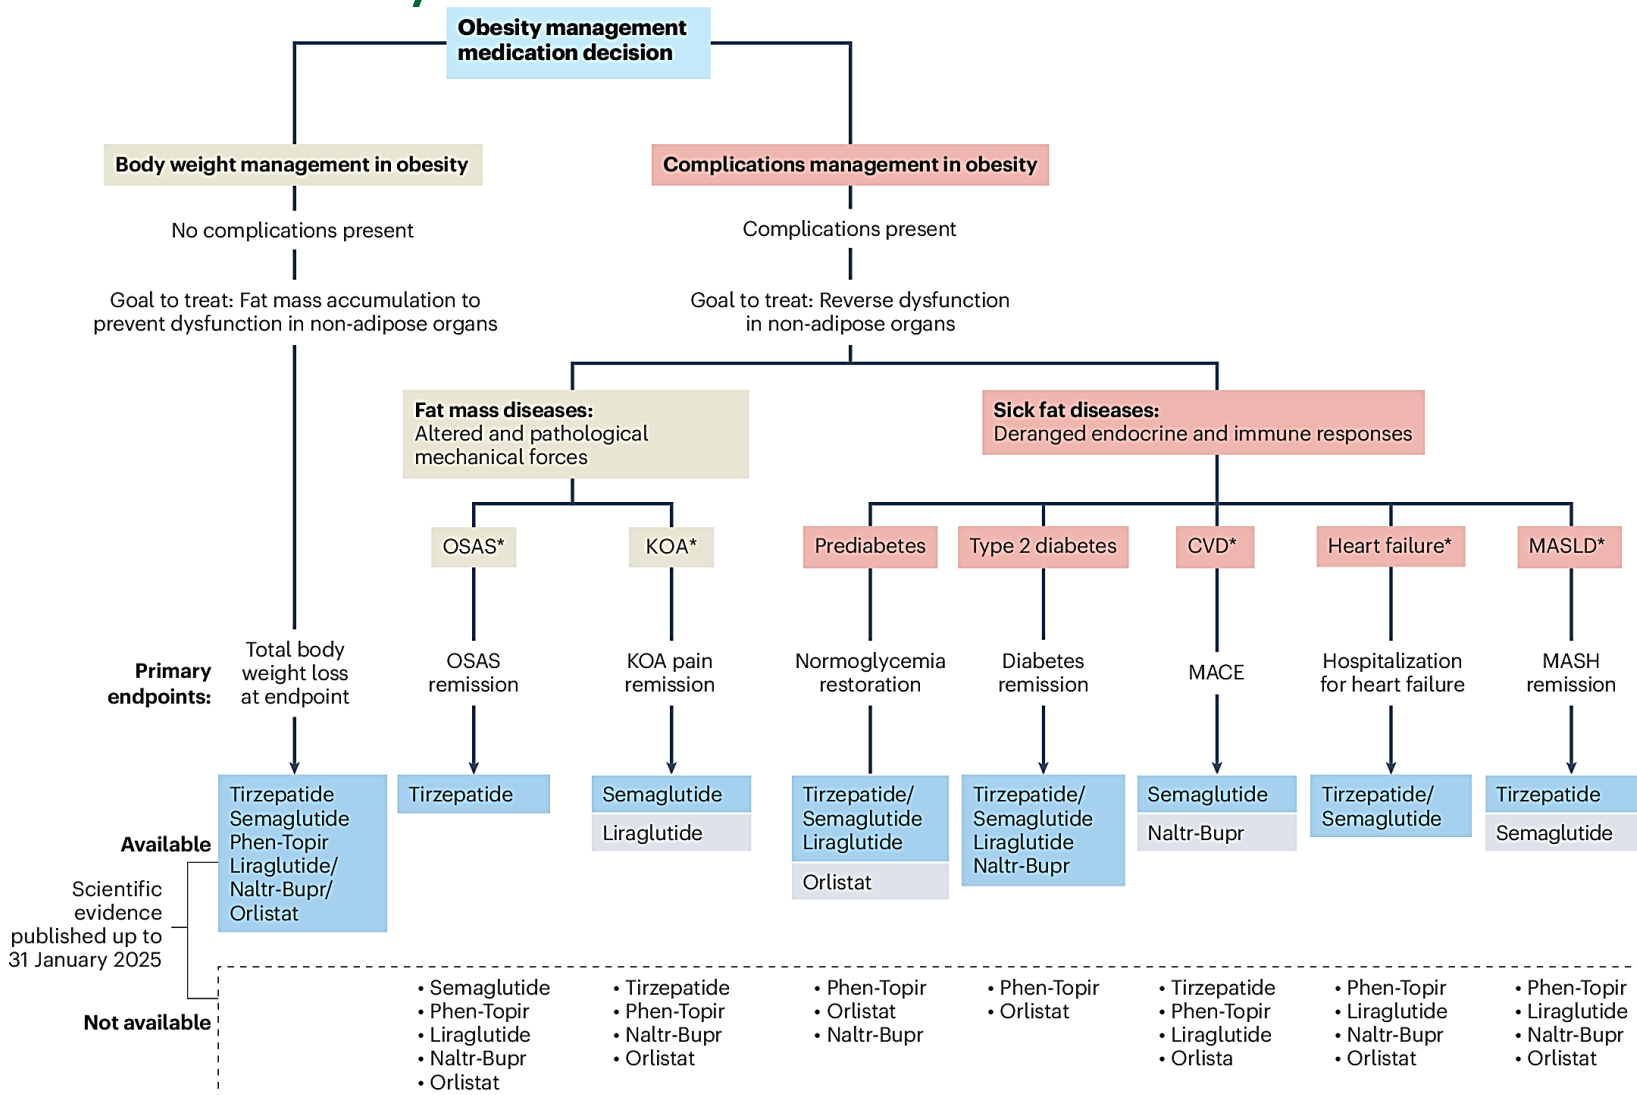 Obesity management
medication decision
Body weight management in obesity
Complications management in obesity
No complications present
Complications present
Goal to treat: Fat mass accumulation to
prevent dysfunction in non-adipose organs
Goal to treat: Reverse dysfunction
in non-adipose organs
Fat mass diseases:
Altered and pathological
mechanical forces
Sick fat diseases:
Deranged endocrine and immune responses
OSAS*
KOA*
Prediabetes
Type 2 diabetes
CVD*
Heart failure*
MASLD*
Primary
endpoints:
Total body
weight loss
at endpoint
OSAS
remission
KOA pain
remission
Normoglycemia
restoration
Diabetes
remission
MACE
Hospitalization
for heart failure
MASH
remission
Available
Tirzepatide
Semaglutide
Phen-Topir
Liraglutide/
Naltr-Bupr/
Orlistat
Tirzepatide
Semaglutide
Liraglutide
Tirzepatide/
Semaglutide
Liraglutide
Orlistat
Tirzepatide/
Semaglutide
Liraglutide
Naltr-Bupr
Semaglutide
Naltr-Bupr
Tirzepatide/
Semaglutide
Tirzepatide
Semaglutide
Scientific
evidence
published up to
31 January 2025
Not available
• Semaglutide
• Phen-Topir
• Liraglutide
• Naltr-Bupr
• Orlistat
• Tirzepatide
• Phen-Topir
• Naltr-Bupr
• Orlistat
• Phen-Topir
• Orlistat
• Naltr-Bupr
• Phen-Topir
• Orlistat
• Tirzepatide
• Phen-Topir
• Liraglutide
• Orlista
• Phen-Topir
• Liraglutide
• Naltr-Bupr
• Orlistat
• Phen-Topir
• Liraglutide
• Naltr-Bupr
• Orlistat